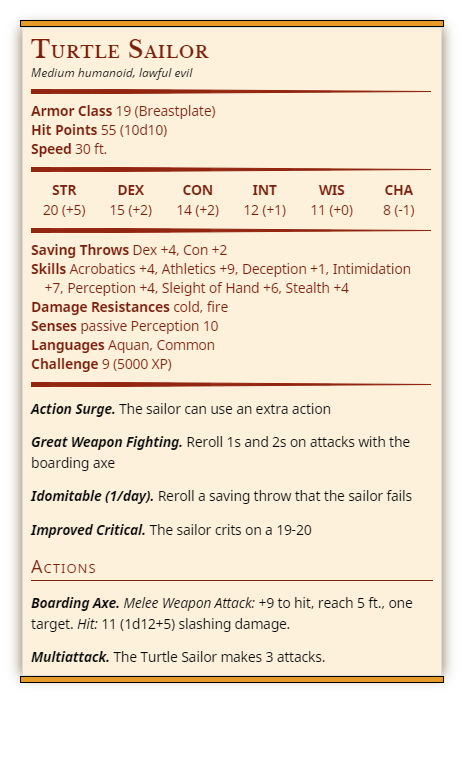 Turtle Sailor
Medium humanoid, lawful evil
Armor Class 19 (Breastplate)
Hit Points 55 (10d10)
Speed 30 ft.
STR DEX CON INT WIS CHA
20 (+5) 15 (+2) 14 (+2) 12 (+1) 11 (+0) 8 (-1)
Saving Throws Dex +4, Con +2
Skills Acrobatics +4, Athletics +9, Deception +1, Intimidation
+7, Perception +4, Sleight of Hand +6, Stealth +4
Damage Resistances cold, fire
Senses passive Perception 10
Languages Aquan, Common
Challenge 9 (5000 XP)
Action Surge. The sailor can use an extra action
Great Weapon Fighting. Reroll 1s and 2s on attacks with the
boarding axe
Idomitable (1/day). Reroll a saving throw that the sailor fails
Improved Critical. The sailor crits on a 19-20
Actions
Boarding Axe. Melee Weapon Attack: +9 to hit, reach 5 ft., one
target. Hit: 11 (1d12+5) slashing damage.
Multiattack. The Turtle Sailor makes 3 attacks.